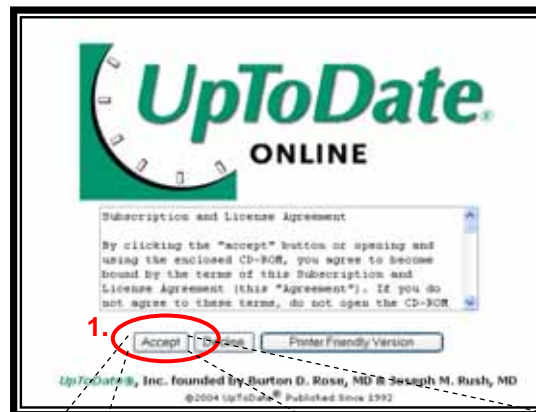 UpToDate®
ONLINE
Subscription and License Agreement
By clicking the "accept" button or opening and
using the enclosed CD-ROM, you agree to become
bound by the terms of this Subscription and
License Agreement (this "Agreement"). If you do
not agree to these terms, do not open the CD-ROM
1.
Accept Decline Printer Friendly Version
UpToDate®, Inc. founded by Burton D. Rose, MD & Joseph M. Rush, MD
©2004 UpToDate® Published Since 1992